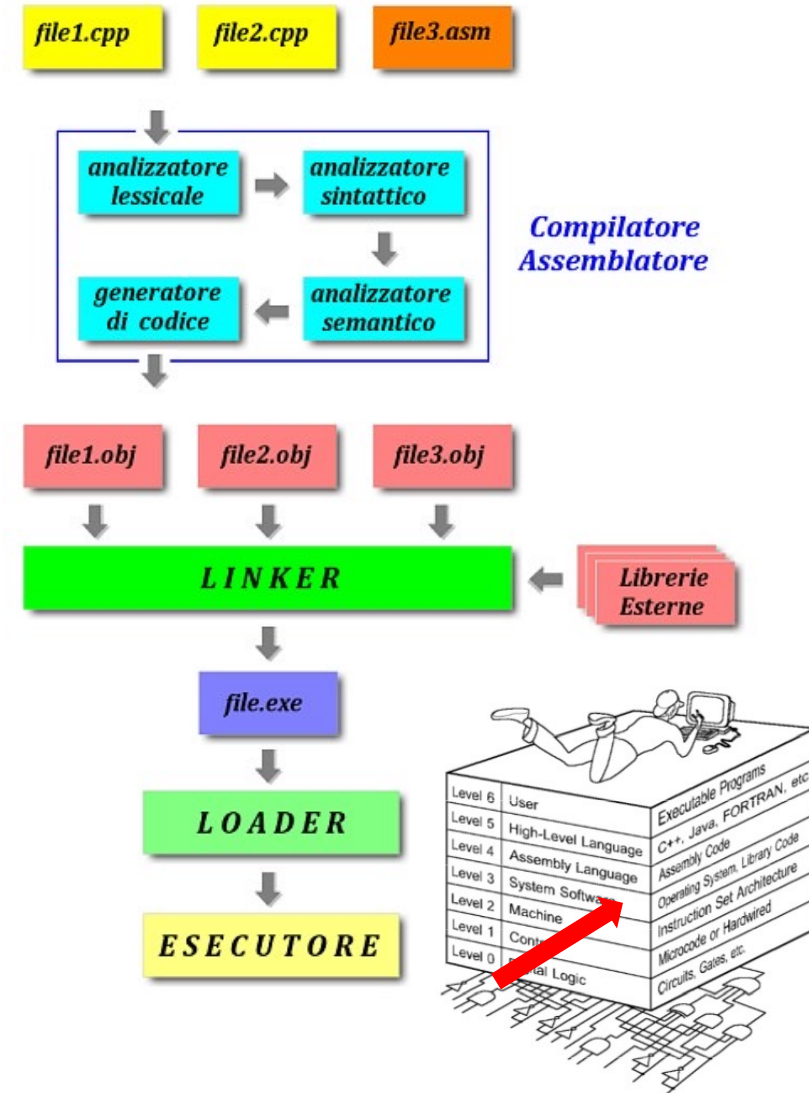 file1.cpp
file2.cpp
file3.asm
analizzatore
lessicale
analizzatore
sintattico
Compilatore
Assemblatore
generatore
di codice
analizzatore
semantico
file1.obj
file2.obj
file3.obj
LINKER
Librerie
Esterne
file.exe
LOADER
ESECUTORE
Level 6 User Executable Programs
Level 5 High-Level Language C++, Java, FORTRAN, etc.
Level 4 Assembly Language Assembly Code
Level 3 System Software Operating System, Library Code
Level 2 Machine Instruction Set Architecture
Level 1 Microcode or Hardwired
Level 0 Logic Circuits, Gates, etc.